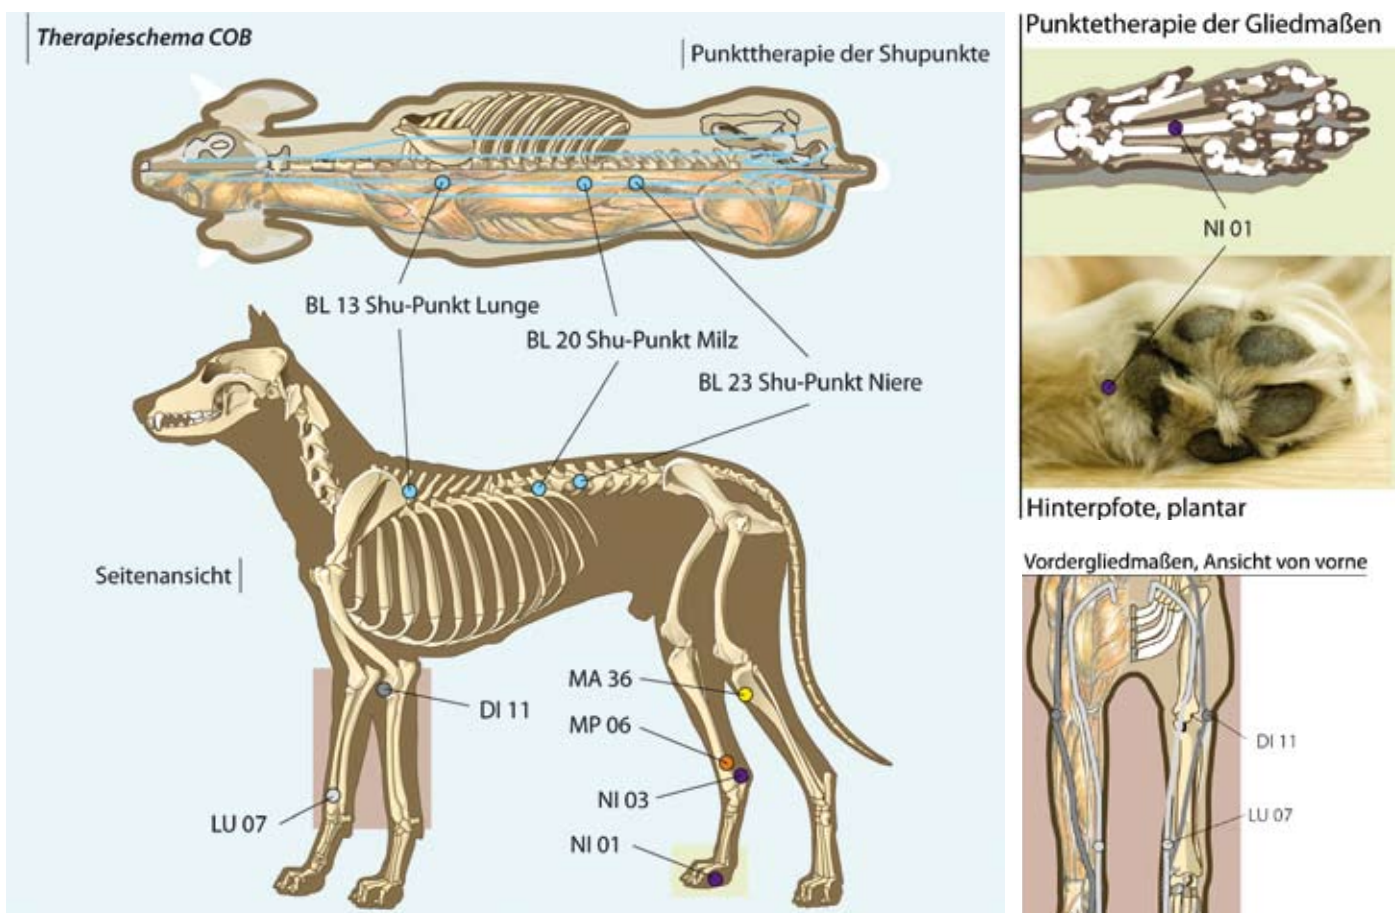 Therapieschema COB
Punkttherapie der Shupunkte
BL 13 Shu-Punkt Lunge
BL 20 Shu-Punkt Milz
BL 23 Shu-Punkt Niere
Seitenansicht
DI 11
LU 07
MA 36
MP 06
NI 03
NI 01
Punktetherapie der Gliedmaßen
NI 01
Hinterpfote, plantar
Vordergliedmaßen, Ansicht von vorne
DI 11
LU 07